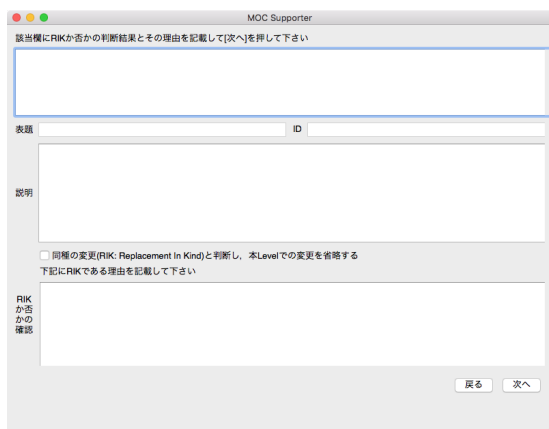 MOC Supporter
該当欄にRIKか否かの判断結果とその理由を記載して[次へ]を押して下さい
表題
ID
説明
同種の変更(RIK: Replacement In Kind)と判断し，本Levelでの変更を省略する
下記にRIKである理由を記載して下さい
RIK
か否
かの
確認
戻る
次へ